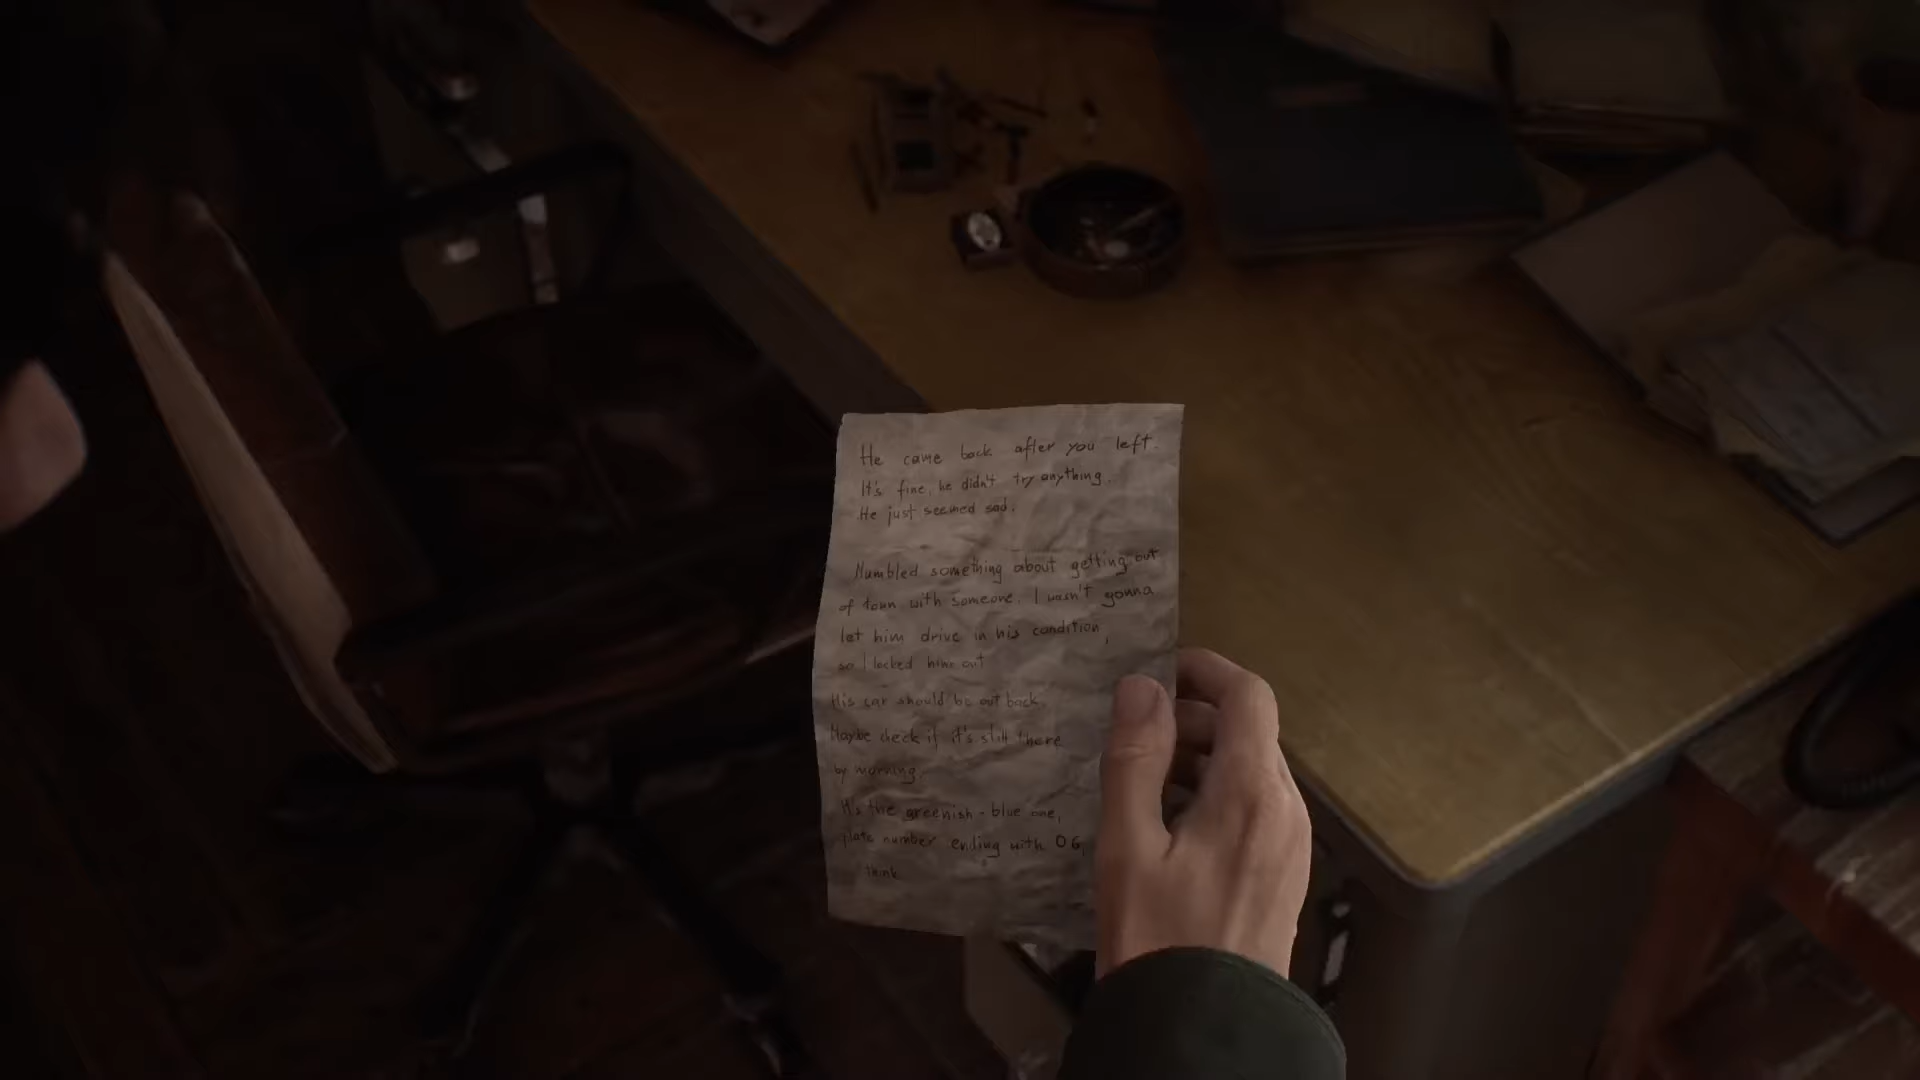 He came back after you left.
It's fine, he didn't try anything.
He just seemed sad.
Mumbled something about getting out
of town with someone. I wasn't gonna
let him drive in his condition,
so I locked him out
His car should be out back.
Maybe check if it's still there
by morning.
It's the greenish-blue one,
plate number ending with 06,
think